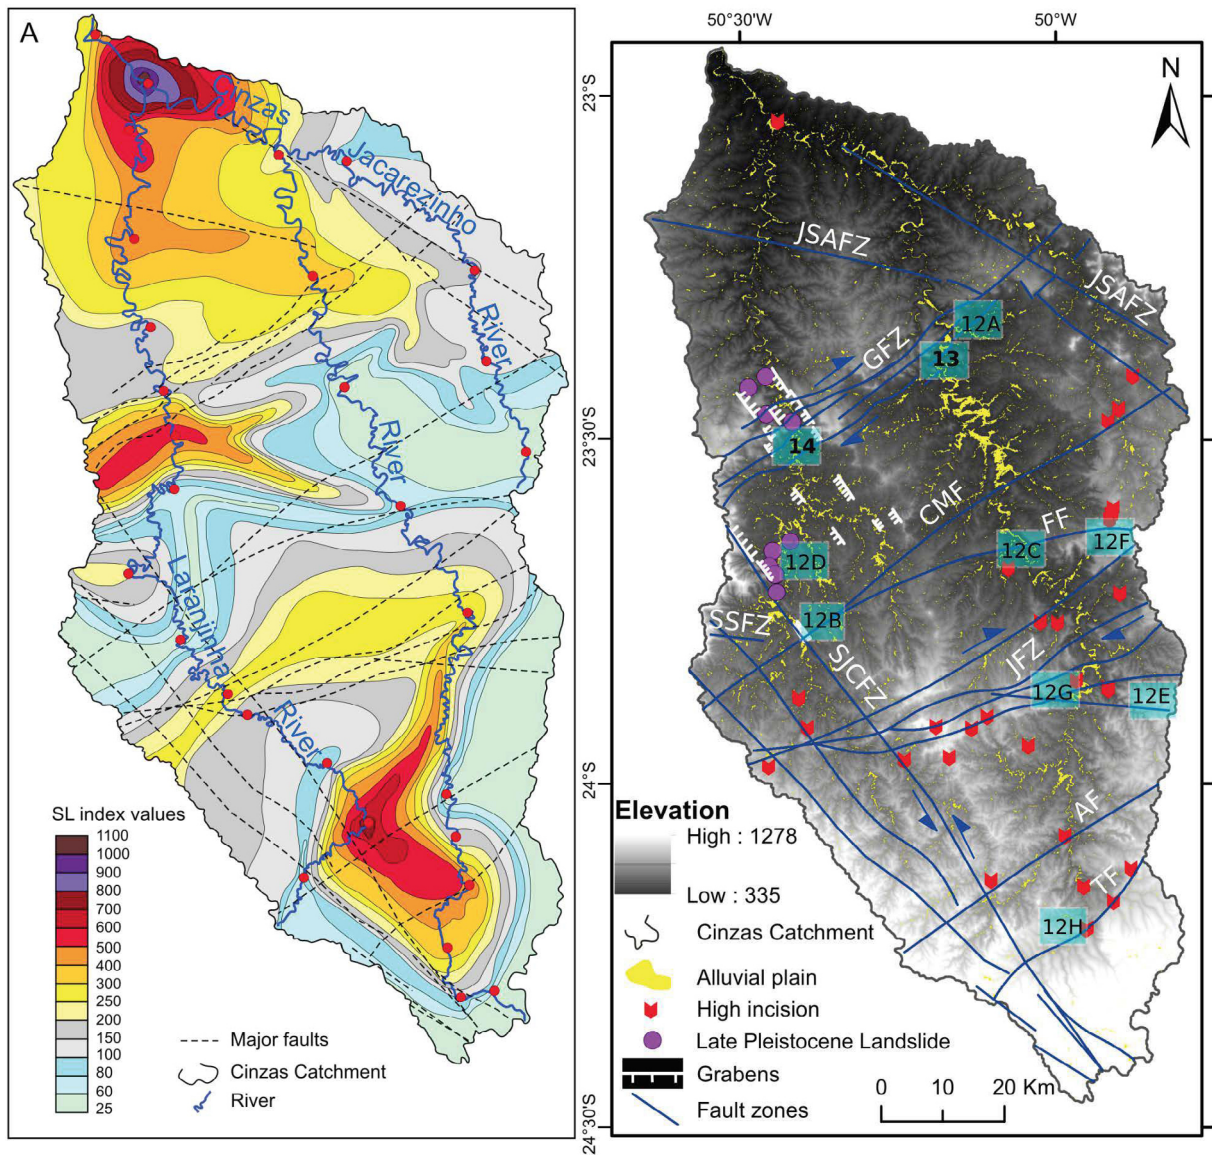 A
Cinzas
Jacarezinho
River
River
Laranjinha
River
SL index values
1100
1000
900
800
700
600
500
400
300
250
200
150
100
80
60
25
Major faults
Cinzas Catchment
River
50°30'W
50°W
23°S
23°30'S
24°S
24°30'S
N
JSAFZ
JSAFZ
GFZ
12A
13
14
CMF
FF
12C
12F
12D
12B
SSFZ
SJCFZ
JFZ
12G
12E
AF
TF
12H
Elevation
High : 1278
Low : 335
Cinzas Catchment
Alluvial plain
High incision
Late Pleistocene Landslide
Grabens
Fault zones
0 10 20 Km